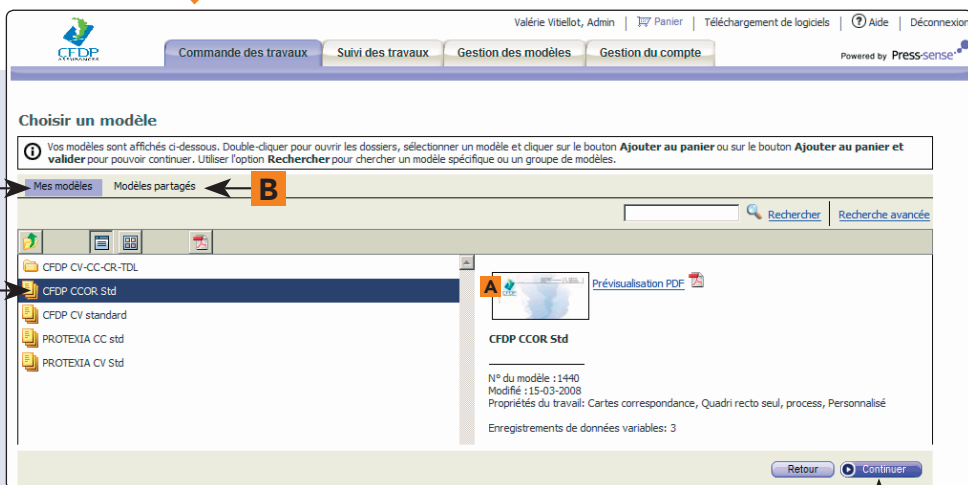 Valérie Vitiellot, Admin | Panier | Téléchargement de logiciels | ? Aide | Déconnexion
CFDP
ASSURANCES
Commande des travaux Suivi des travaux Gestion des modèles Gestion du compte
Powered by Press-sense
Choisir un modèle
Vos modèles sont affichés ci-dessous. Double-cliquer pour ouvrir les dossiers, sélectionner un modèle et cliquer sur le bouton Ajouter au panier ou sur le bouton Ajouter au panier et
valider pour pouvoir continuer. Utiliser l'option Rechercher pour chercher un modèle spécifique ou un groupe de modèles.
Mes modèles Modèles partagés B
Rechercher Recherche avancée
CFDP CV-CC-CR-TDL
CFDP CCOR Std
CFDP CV standard
PROTEXIA CC std
PROTEXIA CV Std
A
CFDP
Prévisualisation PDF
CFDP CCOR Std
N° du modèle :1440
Modifié :15-03-2008
Propriétés du travail: Cartes correspondance, Quadri recto seul, process, Personnalisé
Enregistrements de données variables: 3
Retour Continuer